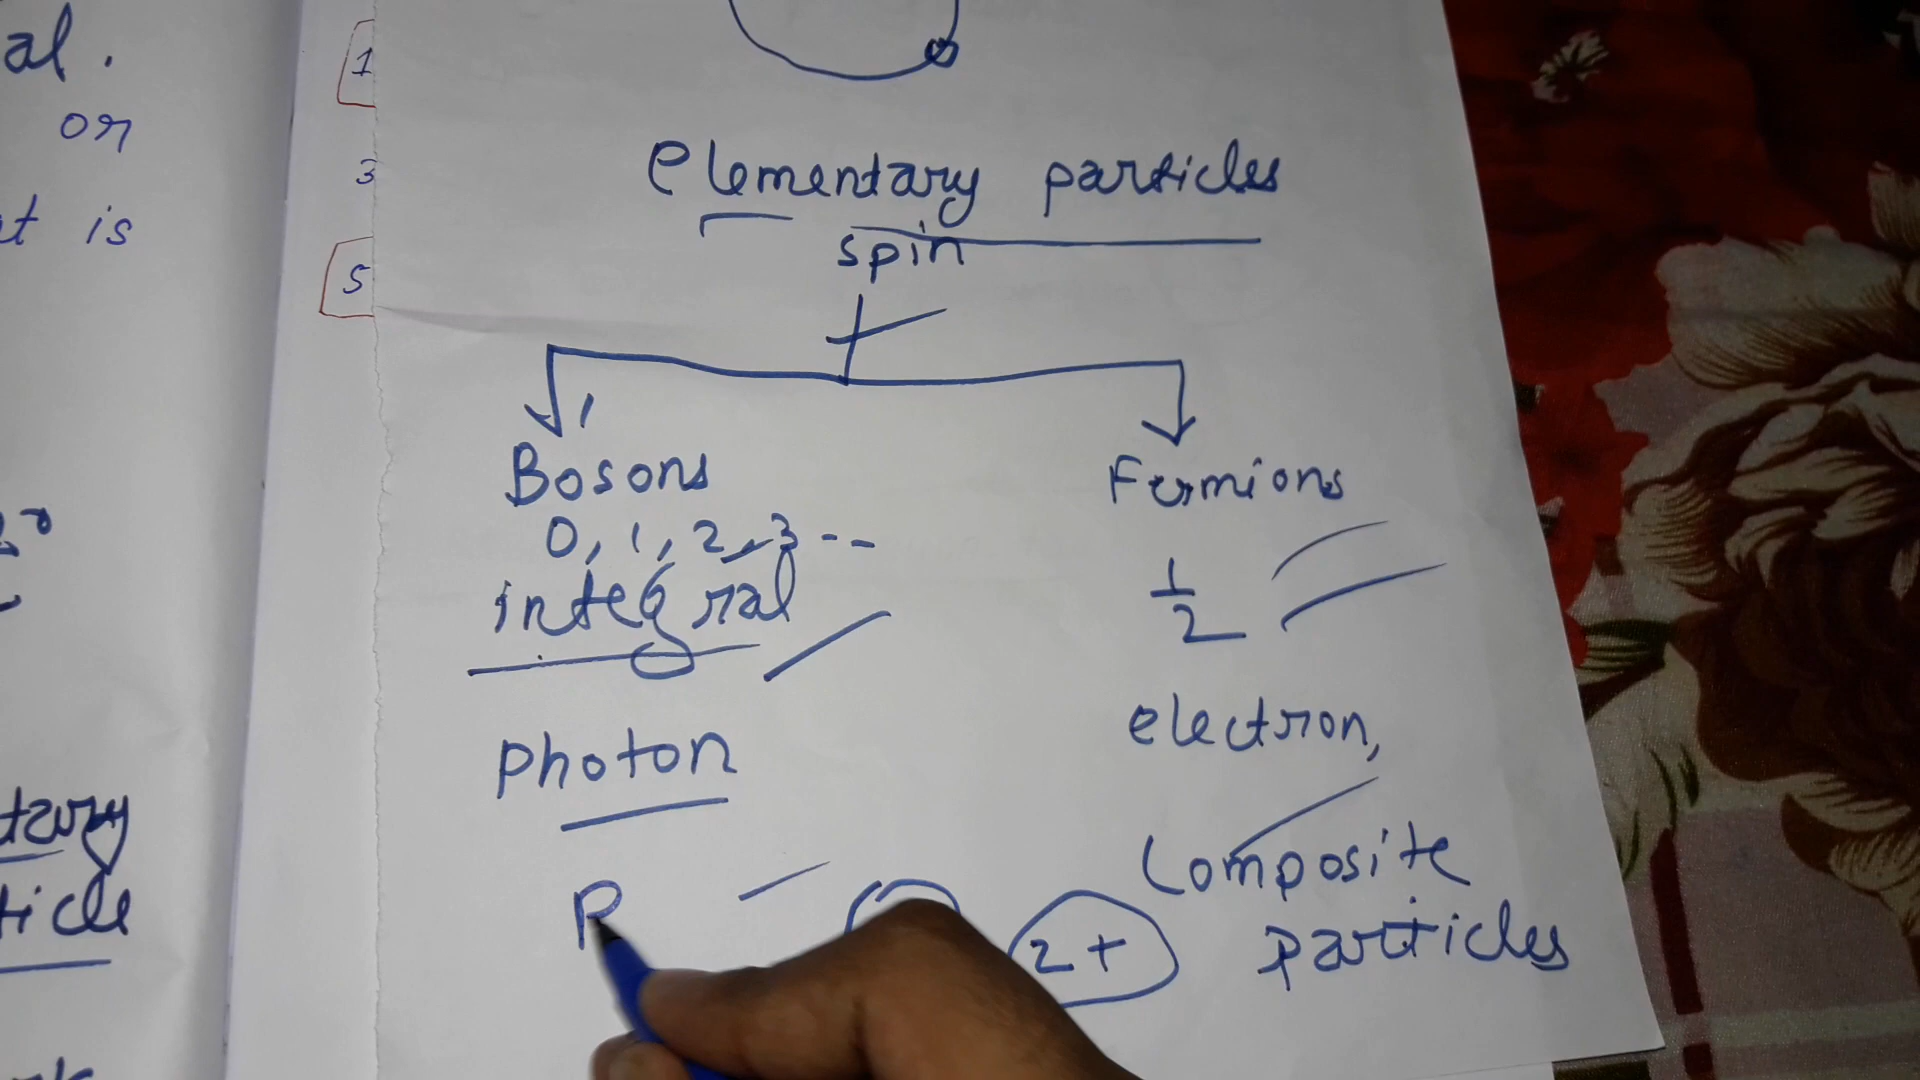 al.
or
t is
tary
ticle
1
3
5
elementary particles
spin
Bosons
0, 1, 2, 3 --
integral
photon
P
Fermions
1/2
electron,
Composite
particles
2+